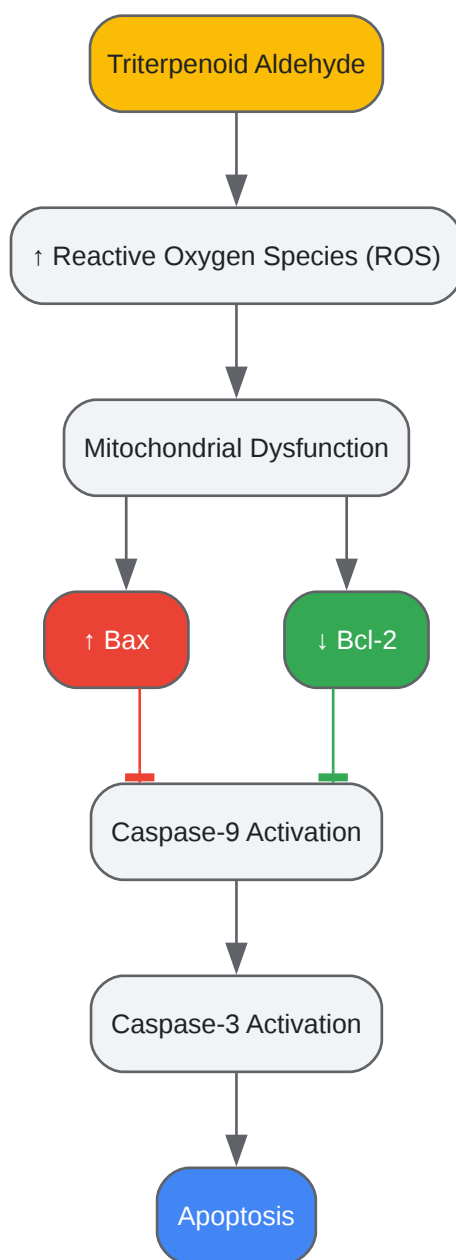 Triterpenoid Aldehyde
↑ Reactive Oxygen Species (ROS)
Mitochondrial Dysfunction
↑ Bax
↓ Bcl-2
Caspase-9 Activation
Caspase-3 Activation
Apoptosis